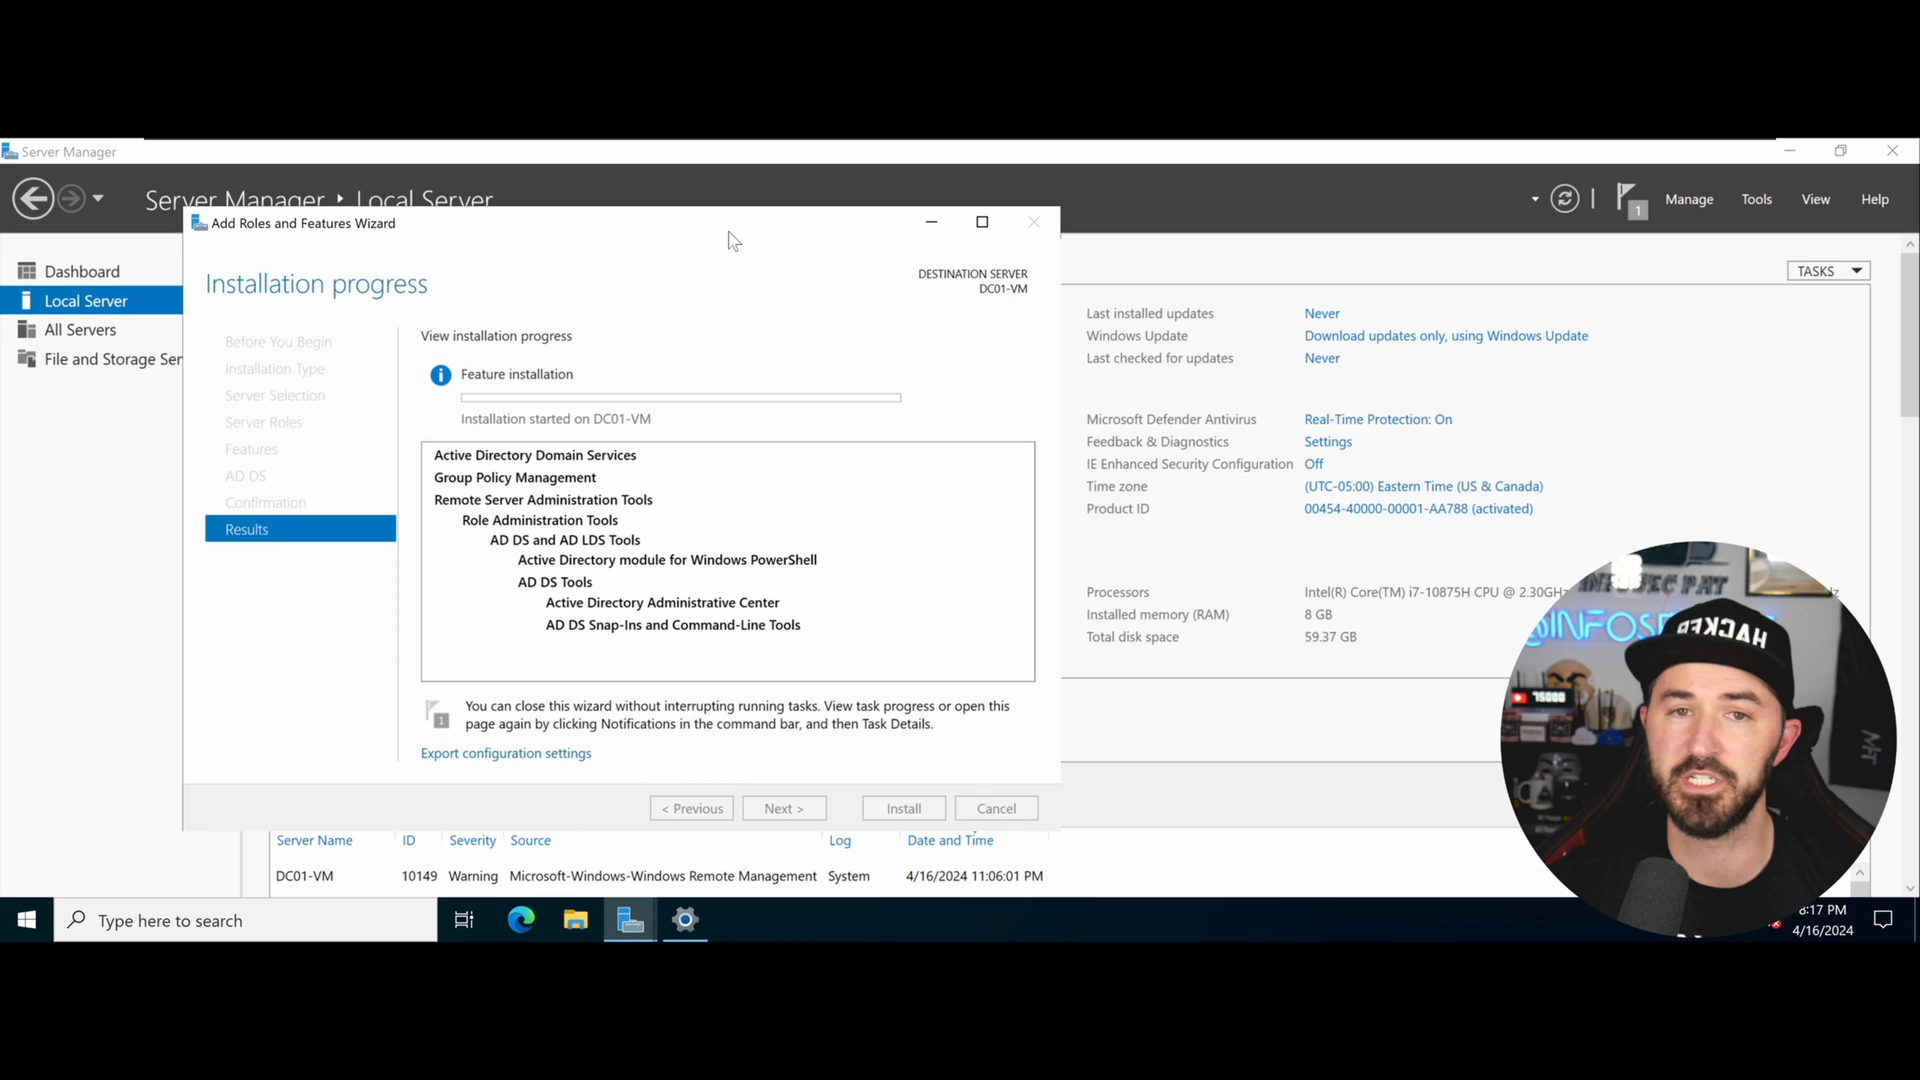 Server Manager
Server Manager ▸ Local Server
1
Manage
Tools
View
Help
Add Roles and Features Wizard
Dashboard
Local Server
All Servers
File and Storage Ser
Installation progress
DESTINATION SERVER
DC01-VM
Before You Begin
Installation Type
Server Selection
Server Roles
Features
AD DS
Confirmation
Results
View installation progress
Feature installation
Installation started on DC01-VM
Active Directory Domain Services
Group Policy Management
Remote Server Administration Tools
Role Administration Tools
AD DS and AD LDS Tools
Active Directory module for Windows PowerShell
AD DS Tools
Active Directory Administrative Center
AD DS Snap-Ins and Command-Line Tools
1
You can close this wizard without interrupting running tasks. View task progress or open this
page again by clicking Notifications in the command bar, and then Task Details.
Export configuration settings
< Previous
Next >
Install
Cancel
TASKS
Last installed updates Never
Windows Update Download updates only, using Windows Update
Last checked for updates Never
Microsoft Defender Antivirus Real-Time Protection: On
Feedback & Diagnostics Settings
IE Enhanced Security Configuration Off
Time zone (UTC-05:00) Eastern Time (US & Canada)
Product ID 00454-40000-00001-AA788 (activated)
Processors Intel(R) Core(TM) i7-10875H CPU @ 2.30GHz
Installed memory (RAM) 8 GB
Total disk space 59.37 GB
INFOSEC PAT
@INFOSE
HACKER
Server Name ID Severity Source Log Date and Time
DC01-VM 10149 Warning Microsoft-Windows-Windows Remote Management System 4/16/2024 11:06:01 PM
Type here to search
8:17 PM
4/16/2024